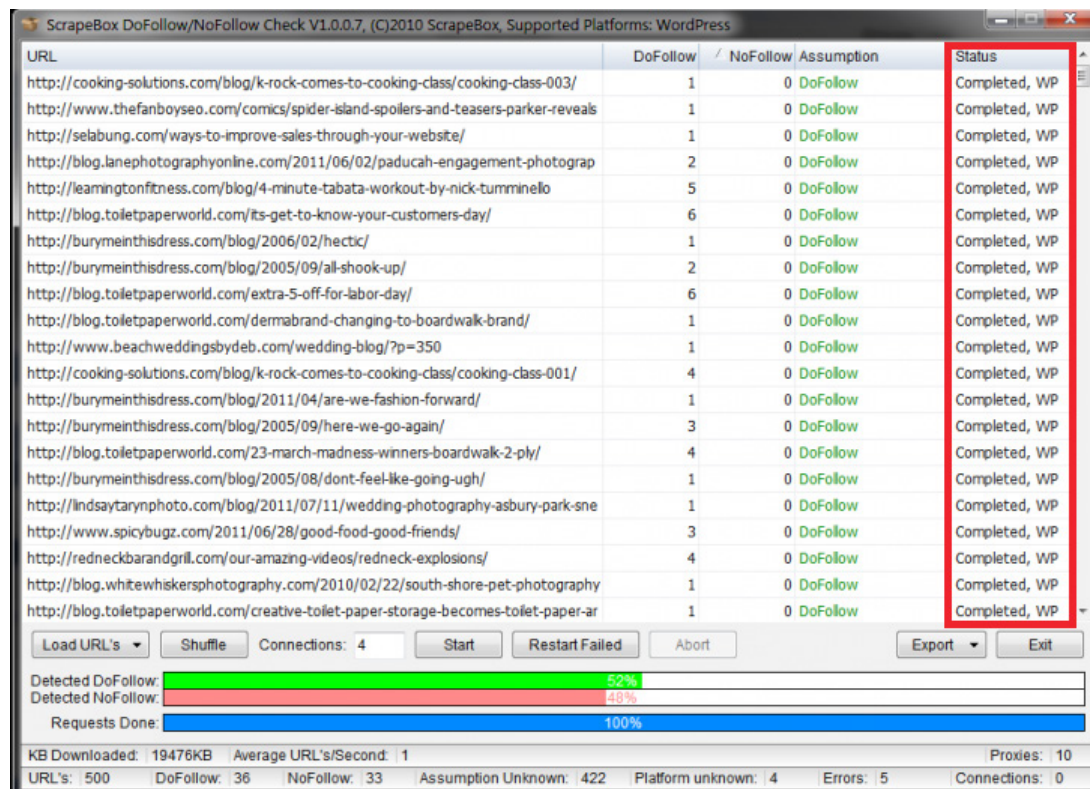 ScrapeBox DoFollow/NoFollow Check V1.0.0.7, (C)2010 ScrapeBox, Supported Platforms: WordPress
URL DoFollow NoFollow Assumption Status
http://cooking-solutions.com/blog/k-rock-comes-to-cooking-class/cooking-class-003/ 1 0 DoFollow Completed, WP
http://www.thefanboyseo.com/comics/spider-island-spoilers-and-teasers-parker-reveals 1 0 DoFollow Completed, WP
http://selabung.com/ways-to-improve-sales-through-your-website/ 1 0 DoFollow Completed, WP
http://blog.lanephotographyonline.com/2011/06/02/paducah-engagement-photograp 2 0 DoFollow Completed, WP
http://leamingtonfitness.com/blog/4-minute-tabata-workout-by-nick-tumminello 5 0 DoFollow Completed, WP
http://blog.toiletpaperworld.com/its-get-to-know-your-customers-day/ 6 0 DoFollow Completed, WP
http://burymeinthisdress.com/blog/2006/02/hectic/ 1 0 DoFollow Completed, WP
http://burymeinthisdress.com/blog/2005/09/all-shook-up/ 2 0 DoFollow Completed, WP
http://blog.toiletpaperworld.com/extra-5-off-for-labor-day/ 6 0 DoFollow Completed, WP
http://blog.toiletpaperworld.com/dermabrand-changing-to-boardwalk-brand/ 1 0 DoFollow Completed, WP
http://www.beachweddingsbydeb.com/wedding-blog/?p=350 1 0 DoFollow Completed, WP
http://cooking-solutions.com/blog/k-rock-comes-to-cooking-class/cooking-class-001/ 4 0 DoFollow Completed, WP
http://burymeinthisdress.com/blog/2011/04/are-we-fashion-forward/ 1 0 DoFollow Completed, WP
http://burymeinthisdress.com/blog/2005/09/here-we-go-again/ 3 0 DoFollow Completed, WP
http://blog.toiletpaperworld.com/23-march-madness-winners-boardwalk-2-ply/ 4 0 DoFollow Completed, WP
http://burymeinthisdress.com/blog/2005/08/dont-feel-like-going-ugh/ 1 0 DoFollow Completed, WP
http://lindsaytarynphoto.com/blog/2011/07/11/wedding-photography-asbury-park-sne 1 0 DoFollow Completed, WP
http://www.spicybugz.com/2011/06/28/good-food-good-friends/ 3 0 DoFollow Completed, WP
http://redneckbarandgrill.com/our-amazing-videos/redneck-explosions/ 4 0 DoFollow Completed, WP
http://blog.whitewhiskersphotography.com/2010/02/22/south-shore-pet-photography 1 0 DoFollow Completed, WP
http://blog.toiletpaperworld.com/creative-toilet-paper-storage-becomes-toilet-paper-ar 1 0 DoFollow Completed, WP
Load URL's Shuffle Connections: 4 Start Restart Failed Abort Export Exit
Detected DoFollow: 52%
Detected NoFollow: 48%
Requests Done: 100%
KB Downloaded: 19476KB Average URL's/Second: 1 Proxies: 10
URL's: 500 DoFollow: 36 NoFollow: 33 Assumption Unknown: 422 Platform unknown: 4 Errors: 5 Connections: 0